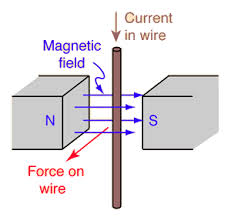 Current
in wire
Magnetic
field
N
S
Force on
wire